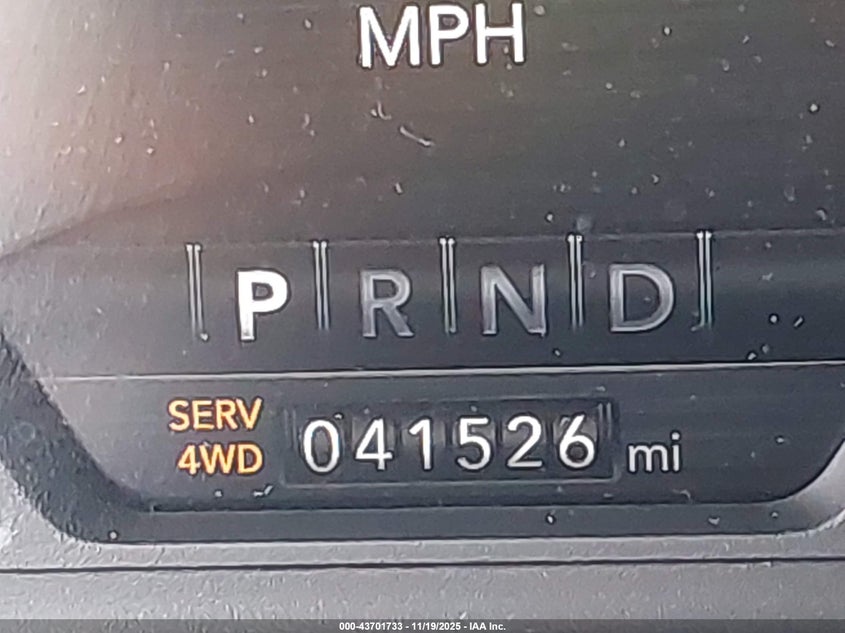 MPH
P R N D
SERV
4WD
041526 mi
000-43701733 - 11/19/2025 - IAA Inc.